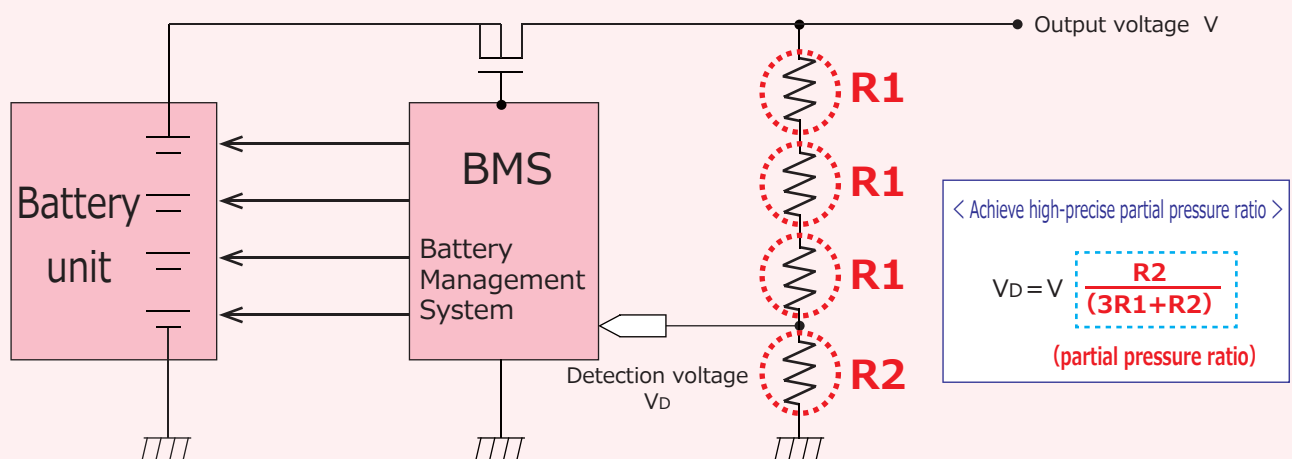 Output voltage V
R1
BMS
R1
Battery
unit
< Achieve high-precise partial pressure ratio >
Battery
Management
System
R1
VD = V R2
(3R1+R2)
(partial pressure ratio)
Detection voltage
VD
R2